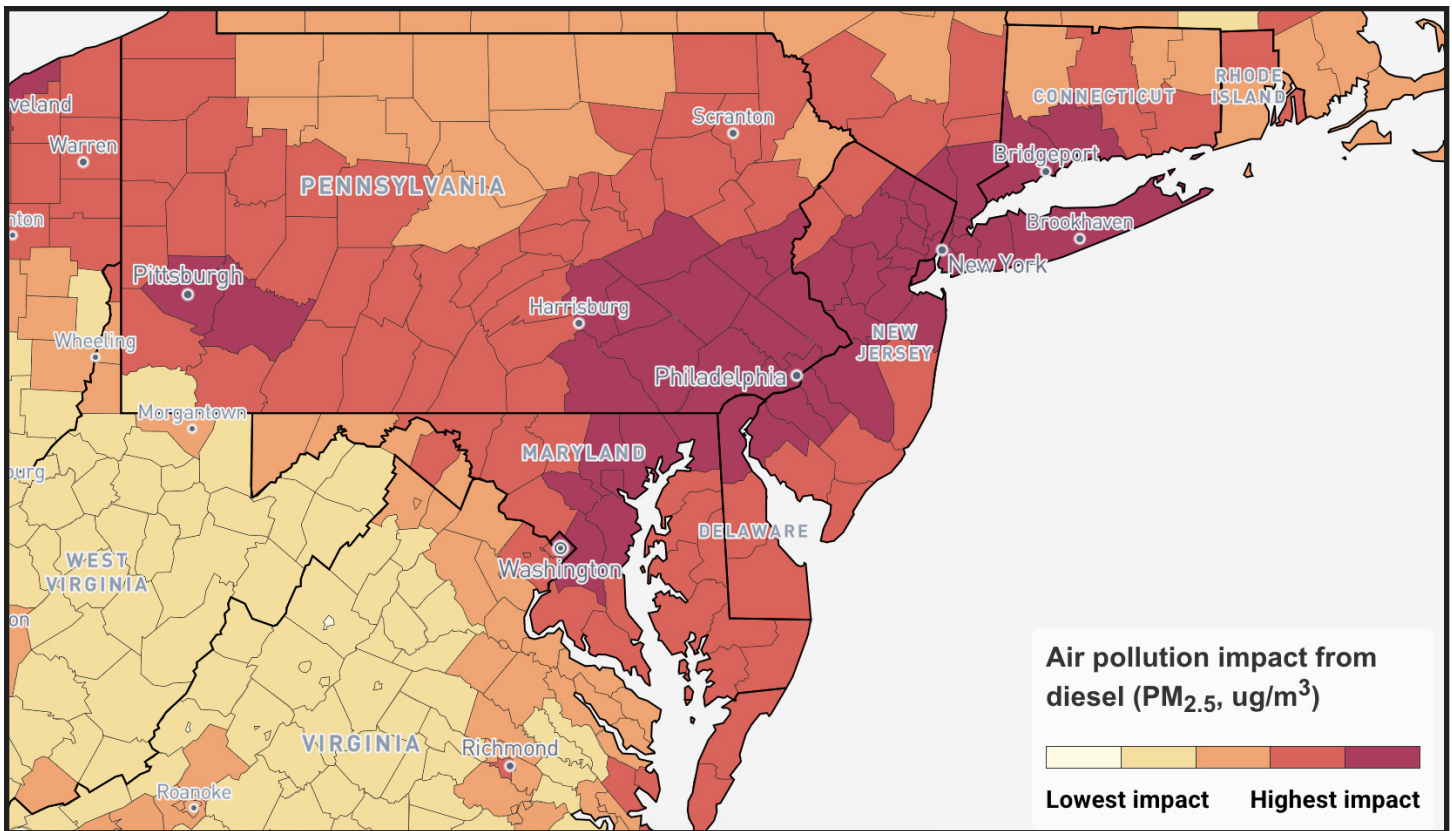 veland
Warren
nton
Scranton
CONNECTICUT
RHODE
ISLAND
Bridgeport
PENNSYLVANIA
Brookhaven
New York
Pittsburgh
Harrisburg
NEW
JERSEY
Wheeling
Philadelphia
Morgantown
MARYLAND
burg
DELAWARE
Washington
WEST
VIRGINIA
on
VIRGINIA
Richmond
Roanoke
Air pollution impact from
diesel (PM2.5, ug/m3)
Lowest impact Highest impact